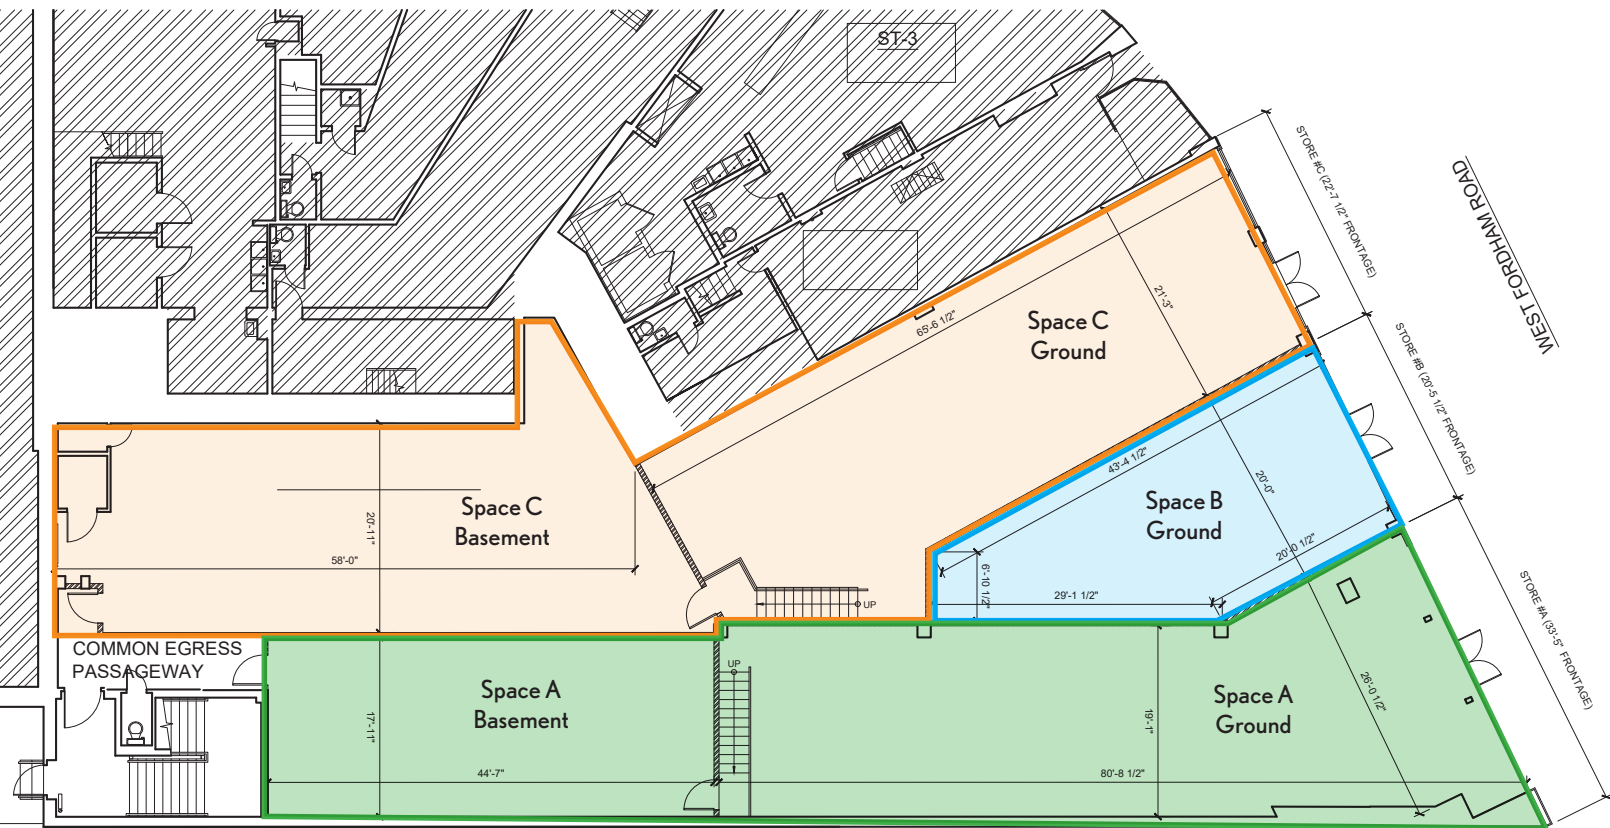 ST-3
STORE #C (22'-7 1/2" FRONTAGE)
WEST FORDHAM ROAD
21'-3"
65'-6 1/2"
Space C
Ground
STORE #B (20'-5 1/2" FRONTAGE)
43'-4 1/2"
20'-0"
Space B
Ground
Space C
Basement
20'-11"
58'-0"
20'-0 1/2"
6'-10 1/2"
29'-1 1/2"
UP
STORE #A (33'-5" FRONTAGE)
COMMON EGRESS
PASSAGEWAY
UP
Space A
Basement
Space A
Ground
26'-0 1/2"
17'-11"
19'-1"
44'-7"
80'-8 1/2"